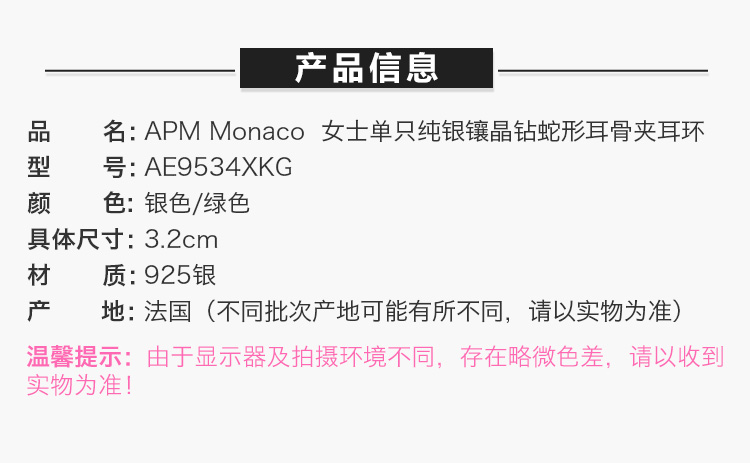 产品信息
品名：APM Monaco 女士单只纯银镶晶钻蛇形耳骨夹耳环
型号：AE9534XKG
颜色：银色/绿色
具体尺寸：3.2cm
材质：925银
产地：法国（不同批次产地可能有所不同，请以实物为准）
温馨提示：由于显示器及拍摄环境不同，存在略微色差，请以收到
实物为准！